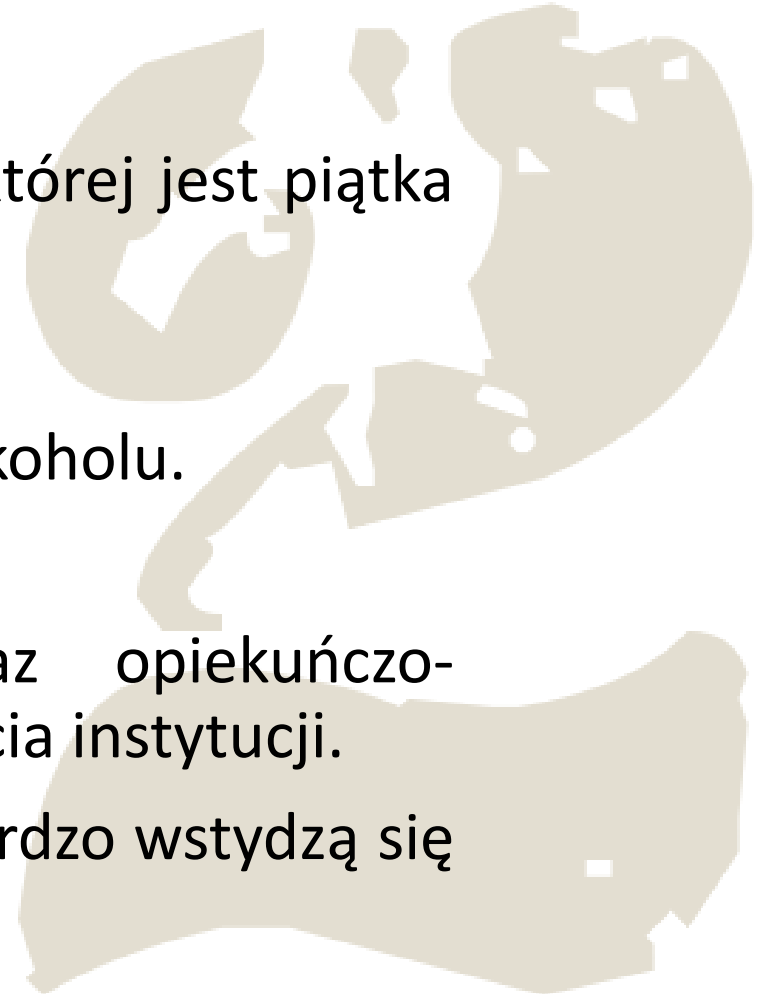 tórej jest piątka
koholu.
az opiekuńczo-
cia instytucji.
rdzo wstydzą się